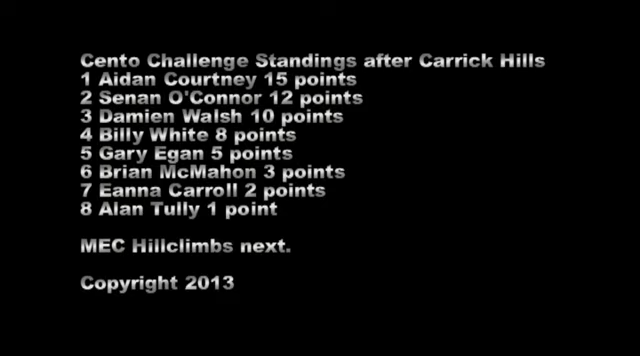 Cento Challenge Standings after Carrick Hills
1 Aidan Courtney 15 points
2 Senan O'Connor 12 points
3 Damien Walsh 10 points
4 Billy White 8 points
5 Gary Egan 5 points
6 Brian McMahon 3 points
7 Eanna Carroll 2 points
8 Alan Tully 1 point
MEC Hillclimbs next.
Copyright 2013